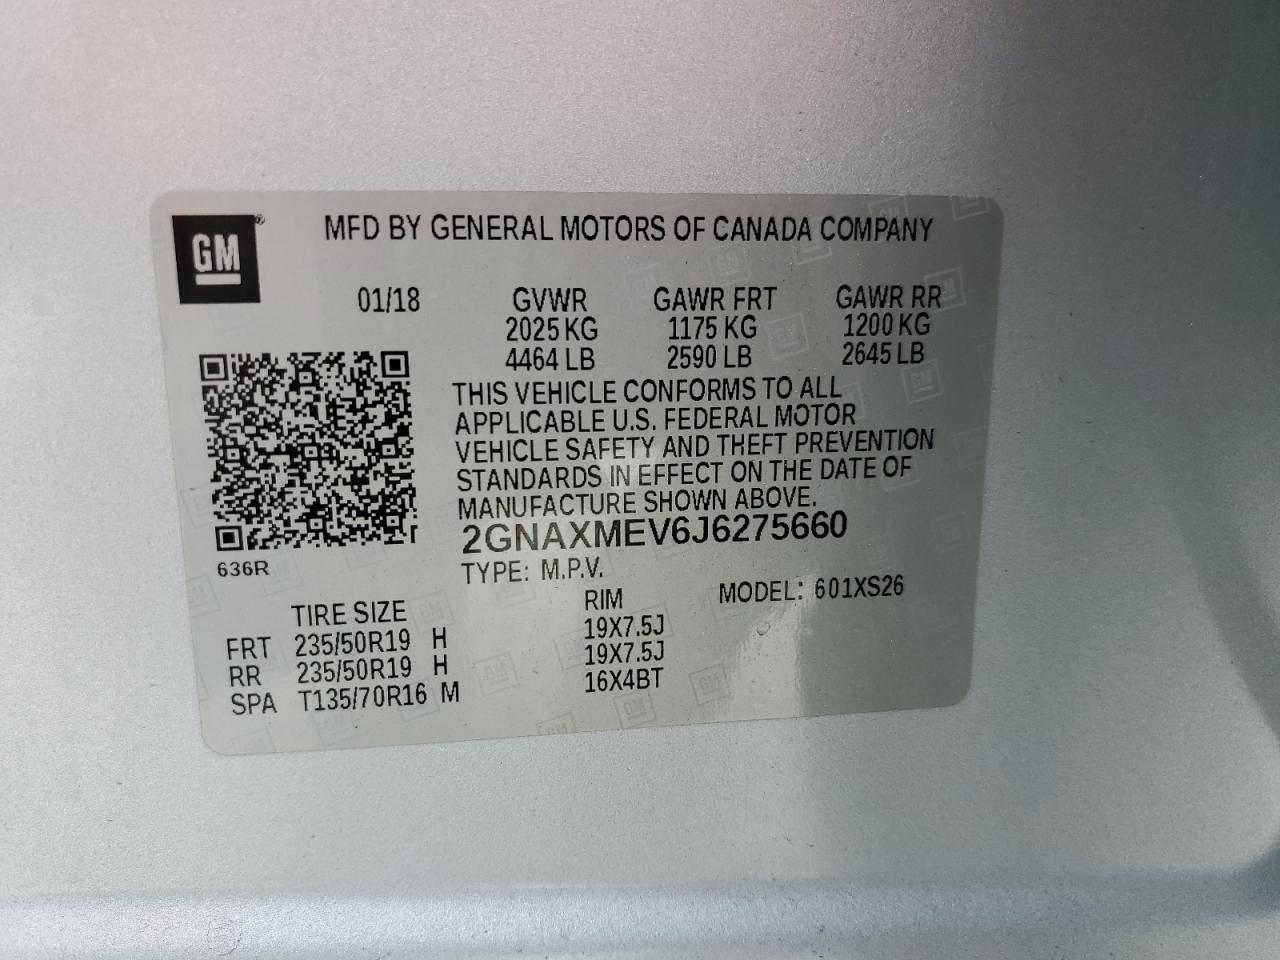 GM ®
MFD BY GENERAL MOTORS OF CANADA COMPANY
01/18 GVWR GAWR FRT GAWR RR
2025 KG 1175 KG 1200 KG
4464 LB 2590 LB 2645 LB
THIS VEHICLE CONFORMS TO ALL
APPLICABLE U.S. FEDERAL MOTOR
VEHICLE SAFETY AND THEFT PREVENTION
STANDARDS IN EFFECT ON THE DATE OF
MANUFACTURE SHOWN ABOVE.
2GNAXMEV6J6275660
636R
TYPE: M.P.V. MODEL: 601XS26
TIRE SIZE RIM
FRT 235/50R19 H 19X7.5J
RR 235/50R19 H 19X7.5J
SPA T135/70R16 M 16X4BT